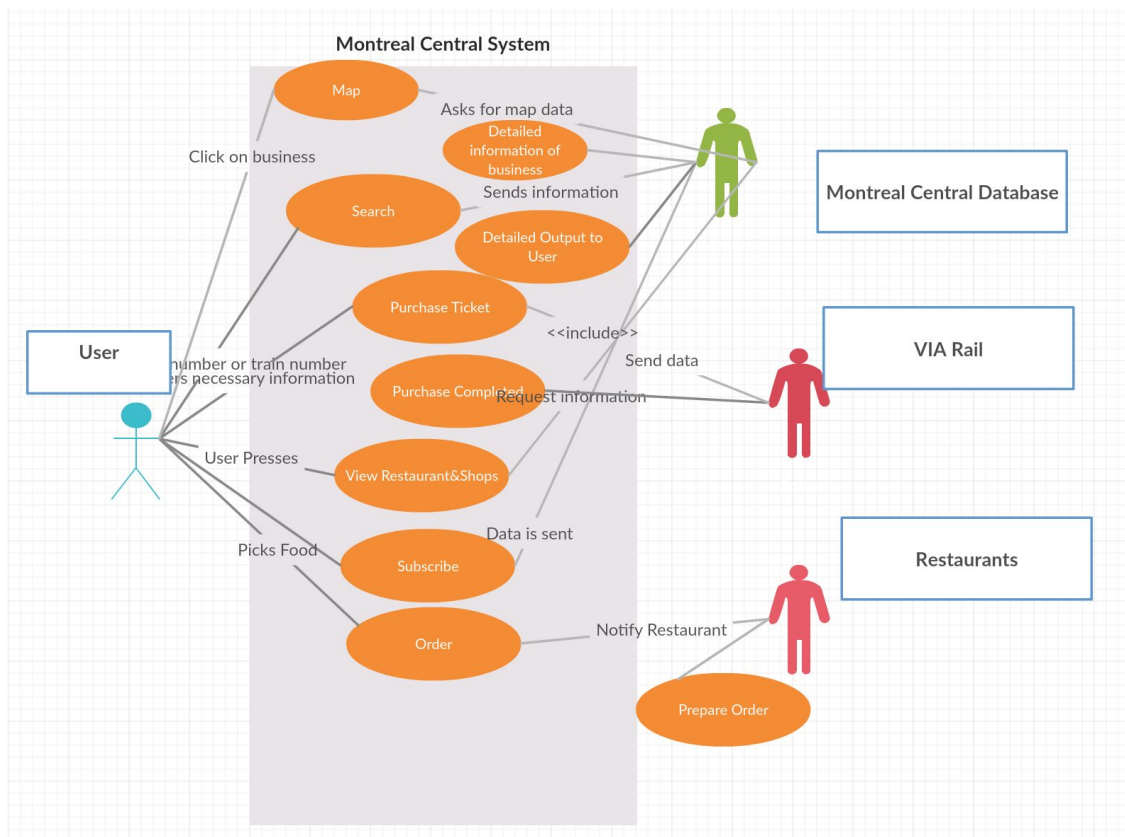 Montreal Central System
Map
Asks for map data
Detailed
information of
business
Click on business
Sends information
Montreal Central Database
Search
Detailed Output to
User
Purchase Ticket
<<include>>
User
VIA Rail
number or train number
necessary information
Send data
Purchase Completed
Request information
User Presses
View Restaurant&Shops
Data is sent
Picks Food
Subscribe
Restaurants
Notify Restaurant
Order
Prepare Order